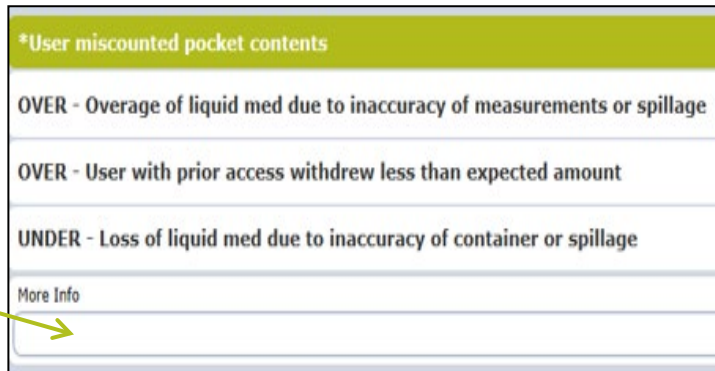 *User miscounted pocket contents
OVER - Overage of liquid med due to inaccuracy of measurements or spillage
OVER - User with prior access withdrew less than expected amount
UNDER - Loss of liquid med due to inaccuracy of container or spillage
More Info